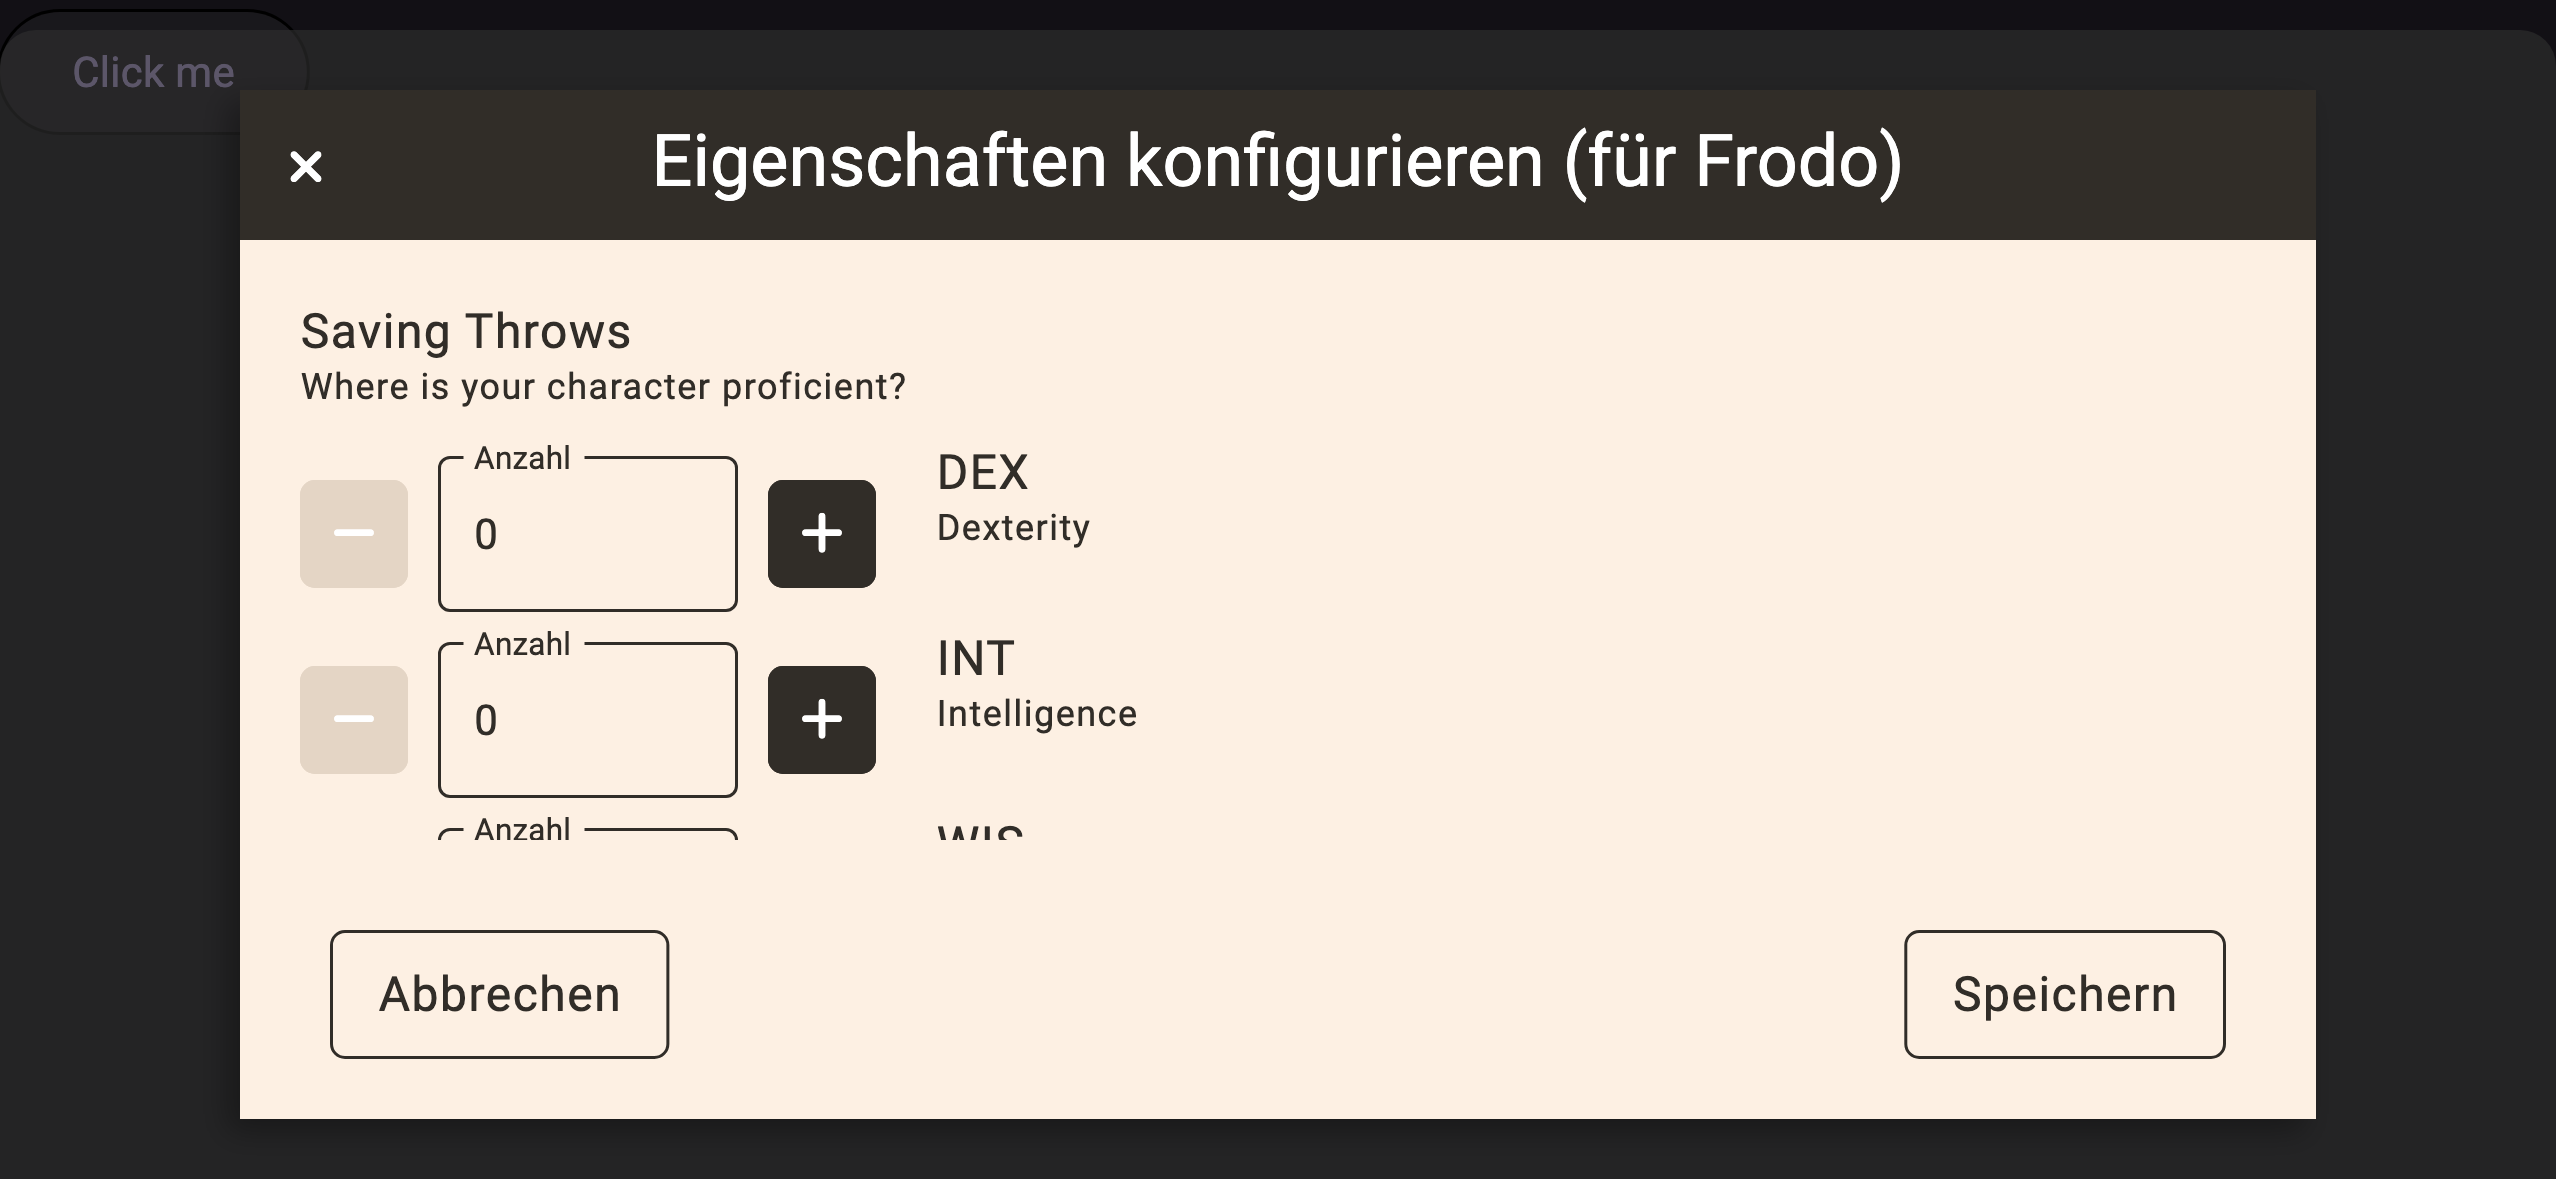 Click me
Eigenschaften konfigurieren (für Frodo)
Saving Throws
Where is your character proficient?
Anzahl
0
DEX
Dexterity
Anzahl
0
INT
Intelligence
Anzahl
WIS
Abbrechen
Speichern